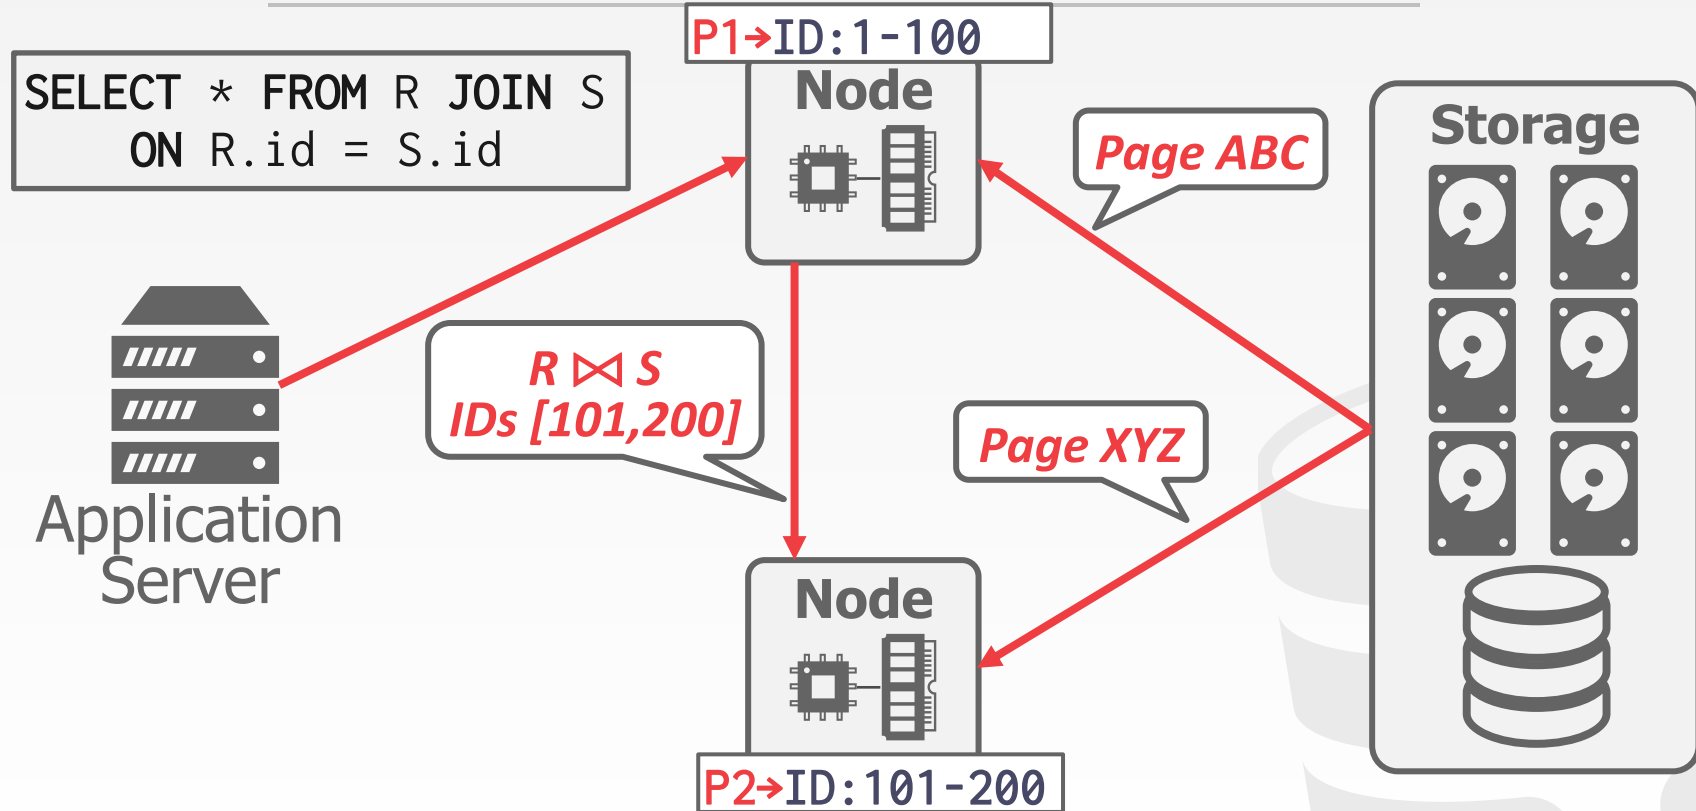 P1→ID:1-100
SELECT * FROM R JOIN S
ON R.id = S.id
Node
Storage
Page ABC
R ⋈ S
IDs [101,200]
Page XYZ
Application
Server
Node
P2→ID:101-200